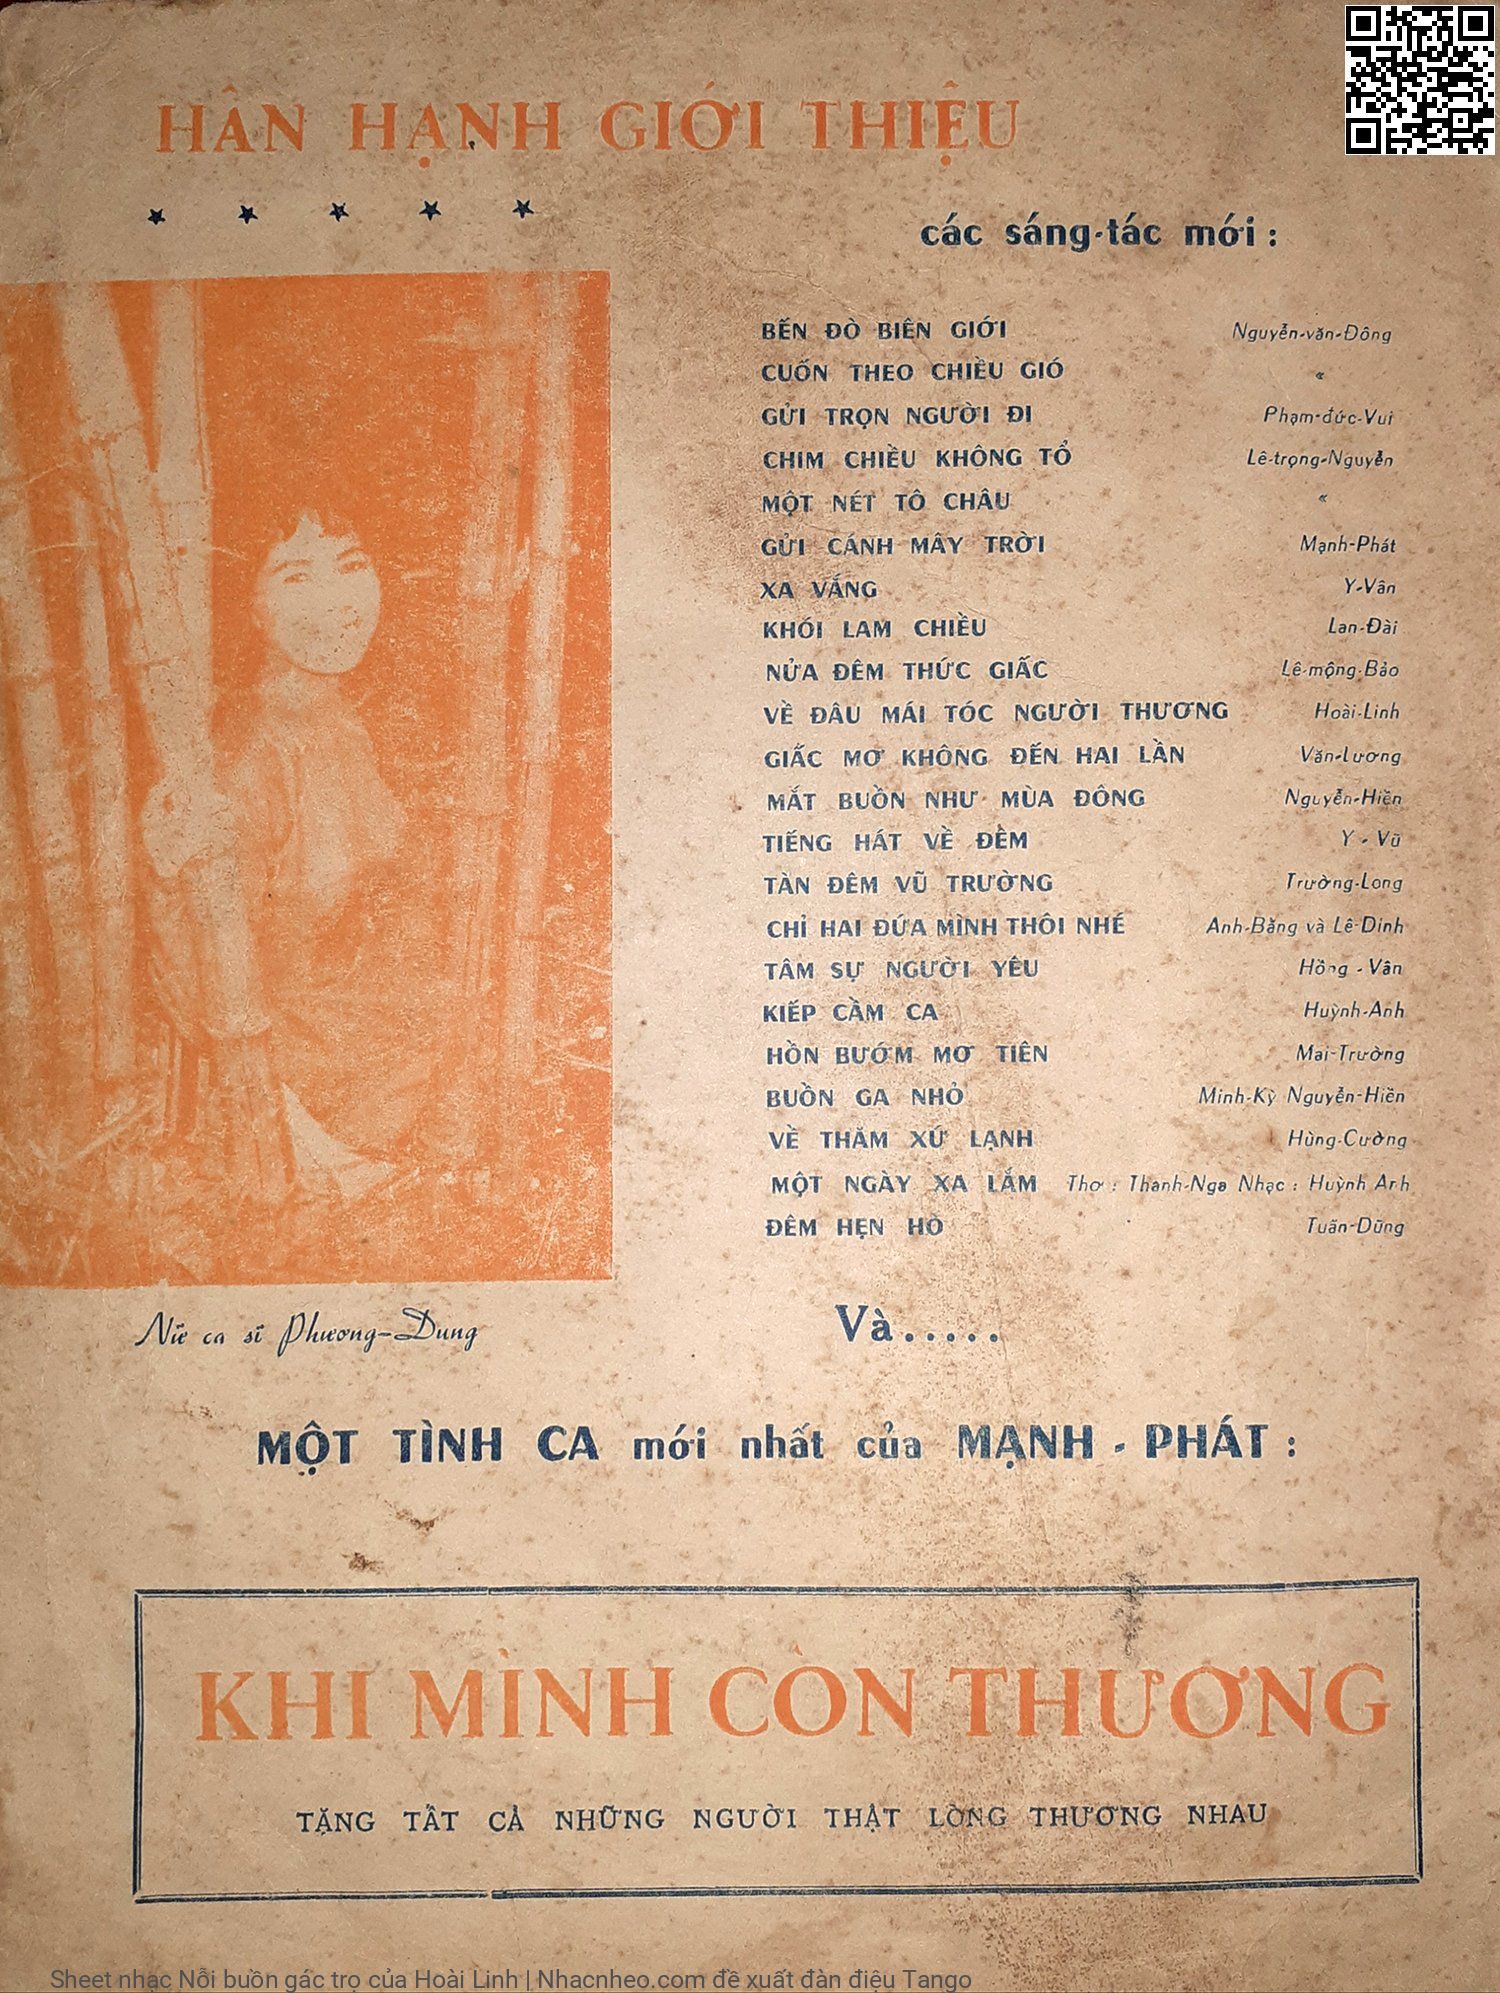 HÂN HẠNH GIỚI THIỆU
các sáng-tác mới :
BẾN ĐÒ BIÊN GIỚI Nguyễn-văn-Đông
CUỐN THEO CHIỀU GIÓ «
GỬI TRỌN NGƯỜI ĐI Phạm-đức-Vui
CHIM CHIỀU KHÔNG TỔ Lê-trọng-Nguyễn
MỘT NÉT TÔ CHÂU «
GỬI CÁNH MÂY TRỜI Mạnh-Phát
XA VẮNG Y-Vân
KHÓI LAM CHIỀU Lan-Đài
NỬA ĐÊM THỨC GIẤC Lê-mộng-Bảo
VỀ ĐÂU MÁI TÓC NGƯỜI THƯƠNG Hoài-Linh
GIẤC MƠ KHÔNG ĐẾN HAI LẦN Văn-Lương
MẮT BUỒN NHƯ MÙA ĐÔNG Nguyễn-Hiền
TIẾNG HÁT VỀ ĐÊM Y - Vũ
TÀN ĐÊM VŨ TRƯỜNG Trường-Long
CHỈ HAI ĐỨA MÌNH THÔI NHÉ Anh-Bằng và Lê-Dinh
TÂM SỰ NGƯỜI YÊU Hồng - Vân
KIẾP CẦM CA Huỳnh-Anh
HỒN BƯỚM MƠ TIÊN Mai-Trường
BUỒN GA NHỎ Minh-Kỳ Nguyễn-Hiền
VỀ THĂM XỨ LẠNH Hùng-Cường
MỘT NGÀY XA LẮM Thơ : Thanh-Nga Nhạc : Huỳnh Anh
ĐÊM HẸN HÒ Tuấn-Dũng
Nữ ca sĩ Phương-Dung
Và.....
MỘT TÌNH CA mới nhất của MẠNH - PHÁT :
KHI MÌNH CÒN THƯƠNG
TẶNG TẤT CẢ NHỮNG NGƯỜI THẬT LÒNG THƯƠNG NHAU
Sheet nhạc Nỗi buồn gác trọ của Hoài Linh | Nhacnheo.com đề xuất đàn điệu Tango